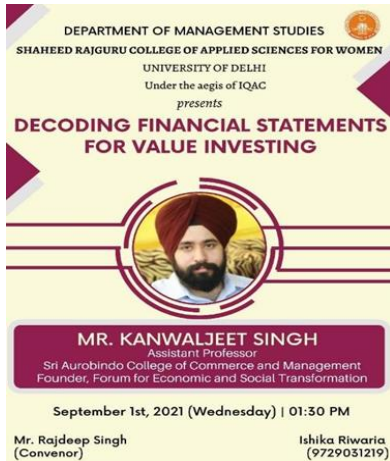 DEPARTMENT OF MANAGEMENT STUDIES
SHAHEED RAJGURU COLLEGE OF APPLIED SCIENCES FOR WOMEN
UNIVERSITY OF DELHI
Under the aegis of IQAC
presents
DECODING FINANCIAL STATEMENTS
FOR VALUE INVESTING
MR. KANWALJEET SINGH
Assistant Professor
Sri Aurobindo College of Commerce and Management
Founder, Forum for Economic and Social Transformation
September 1st, 2021 (Wednesday) | 01:30 PM
Mr. Rajdeep Singh
(Convenor)
Ishika Riwaria
(9729031219)